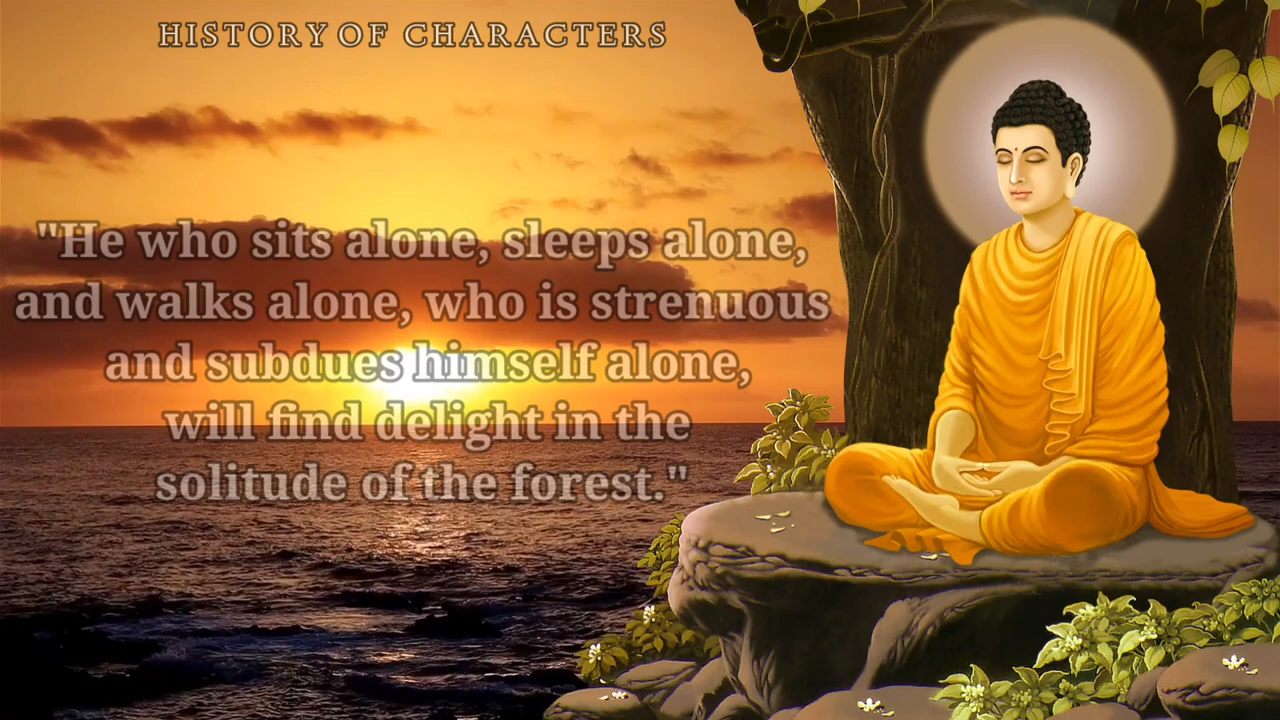 HISTORY OF CHARACTERS
"He who sits alone, sleeps alone,
and walks alone, who is strenuous
and subdues himself alone,
will find delight in the
solitude of the forest."